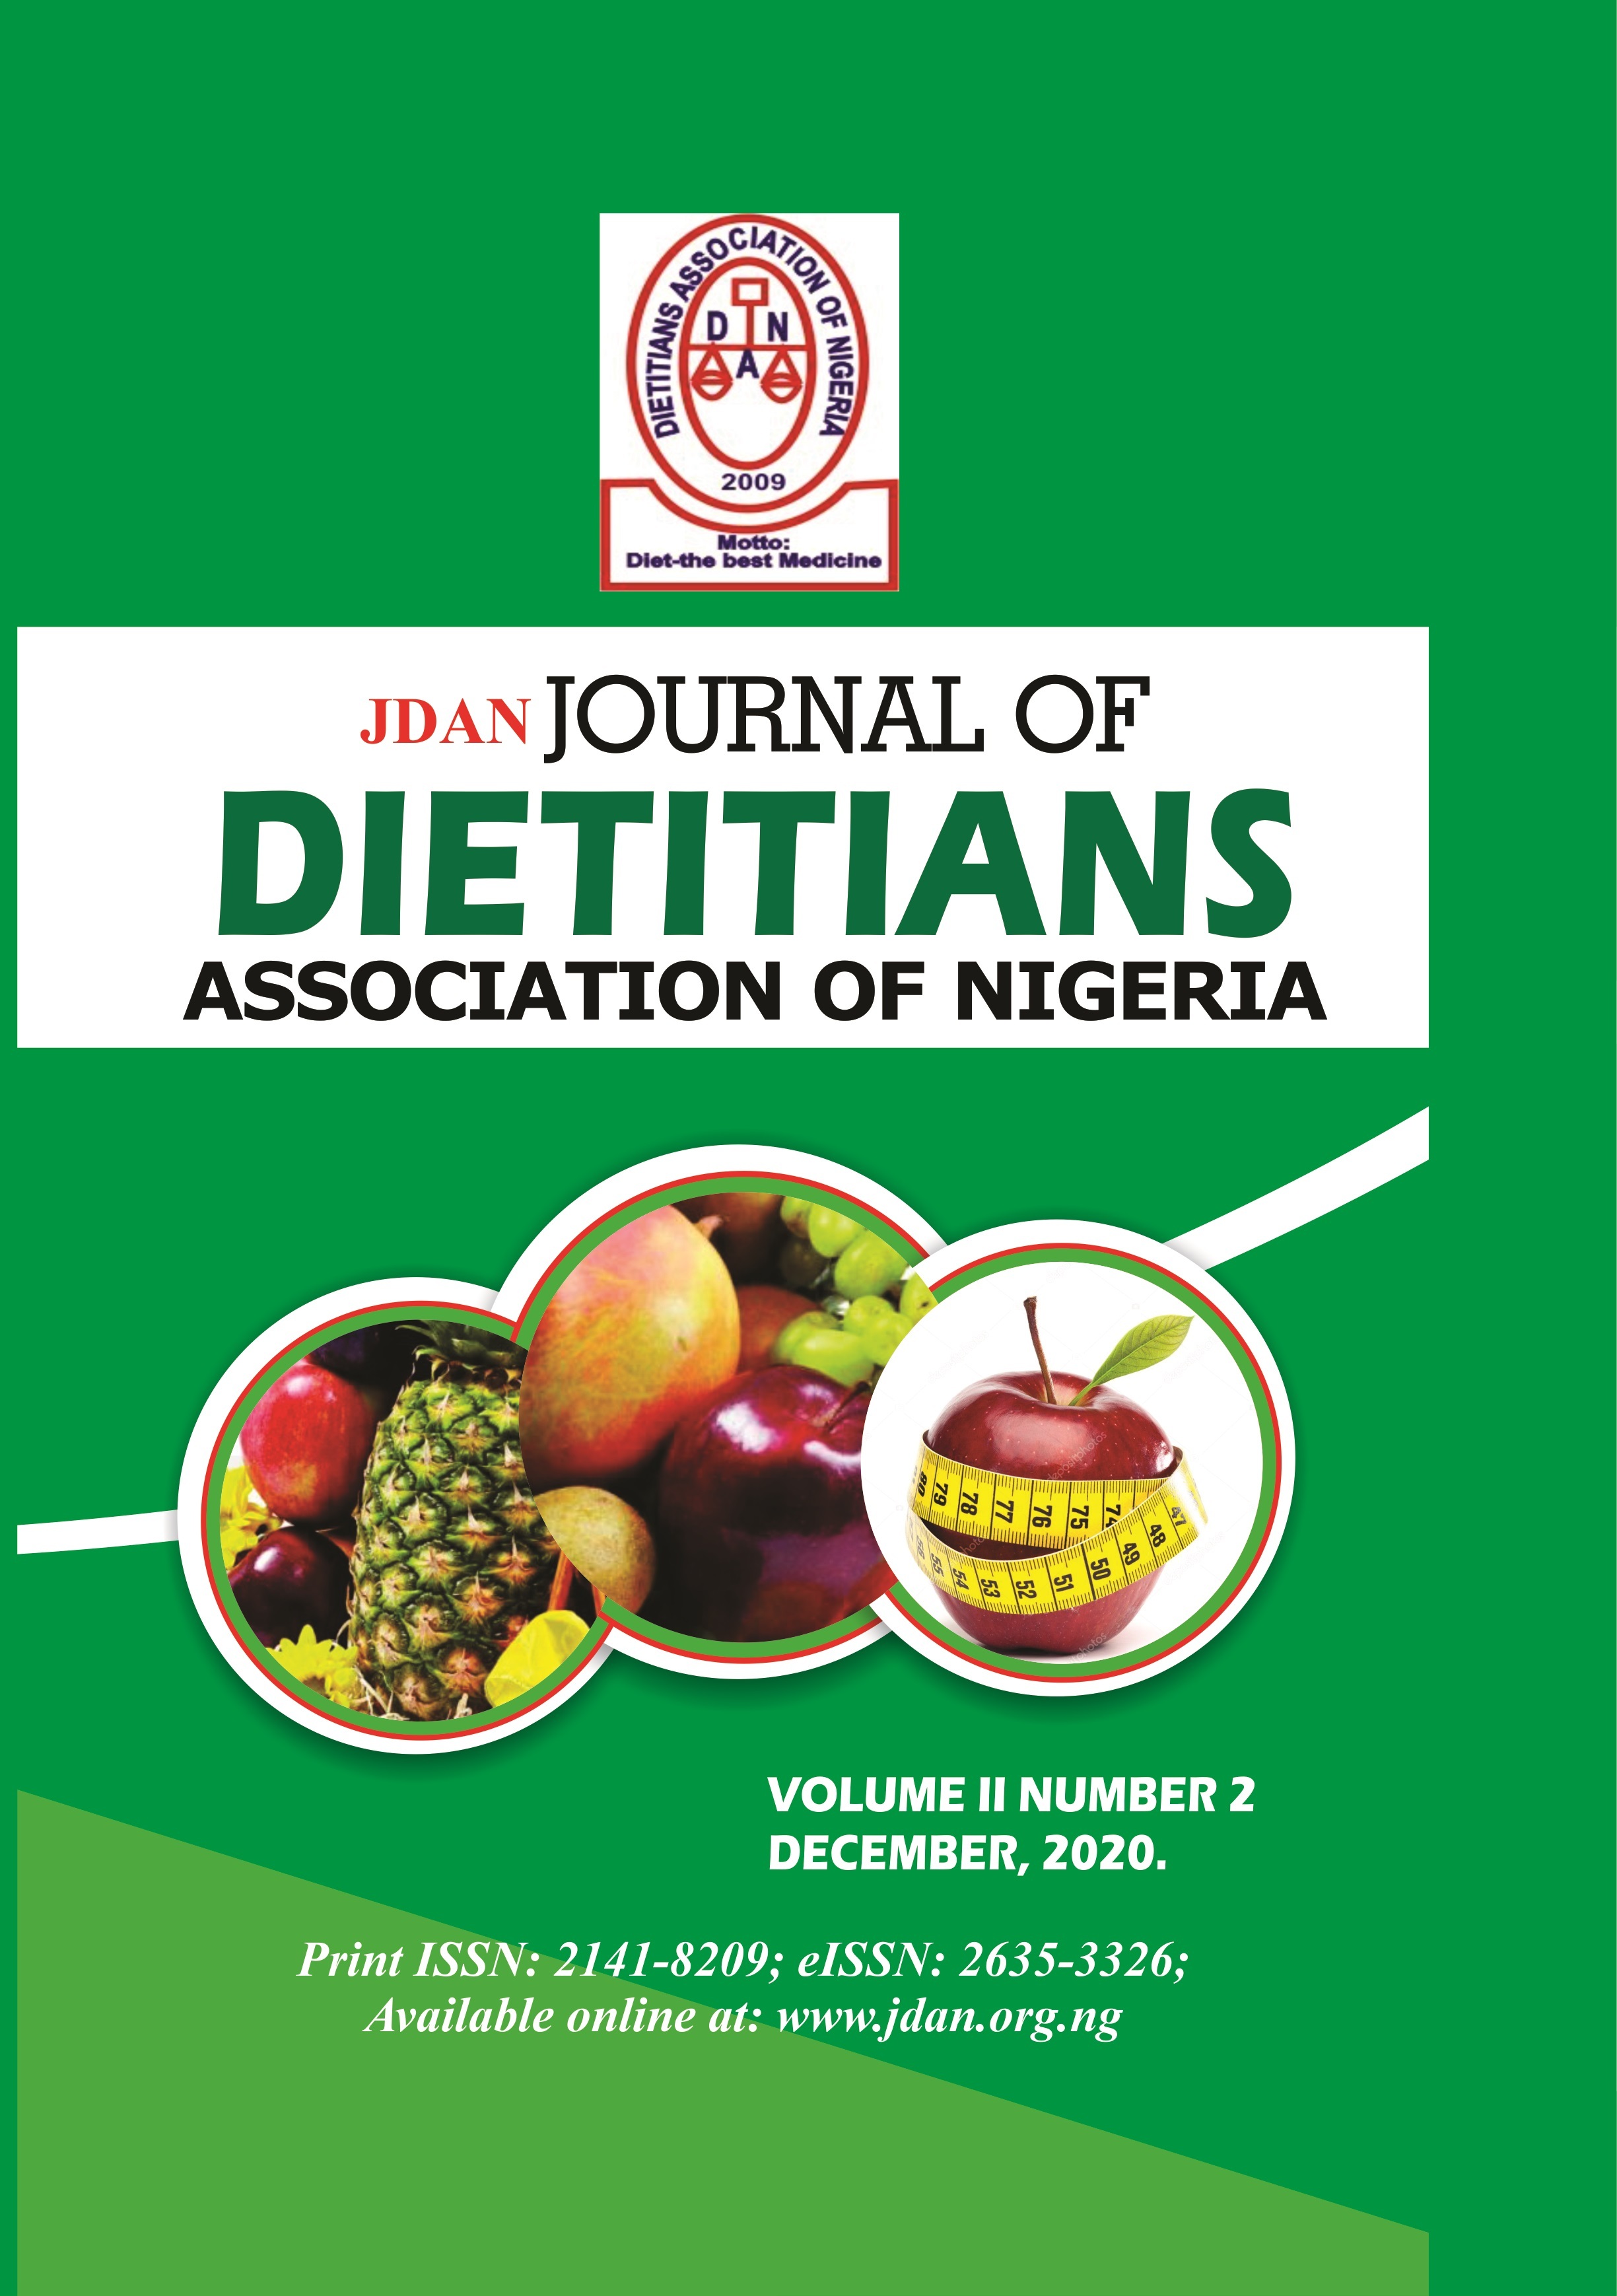 DIETITIANS ASSOCIATION OF NIGERIA
D N
A
2009
Motto:
Diet-the best Medicine
JDAN JOURNAL OF
DIETITIANS
ASSOCIATION OF NIGERIA
80 79 78 77 76 75 74
55 54 53 52 51 50 49 48 47
VOLUME II NUMBER 2
DECEMBER, 2020.
Print ISSN: 2141-8209; eISSN: 2635-3326;
Available online at: www.jdan.org.ng